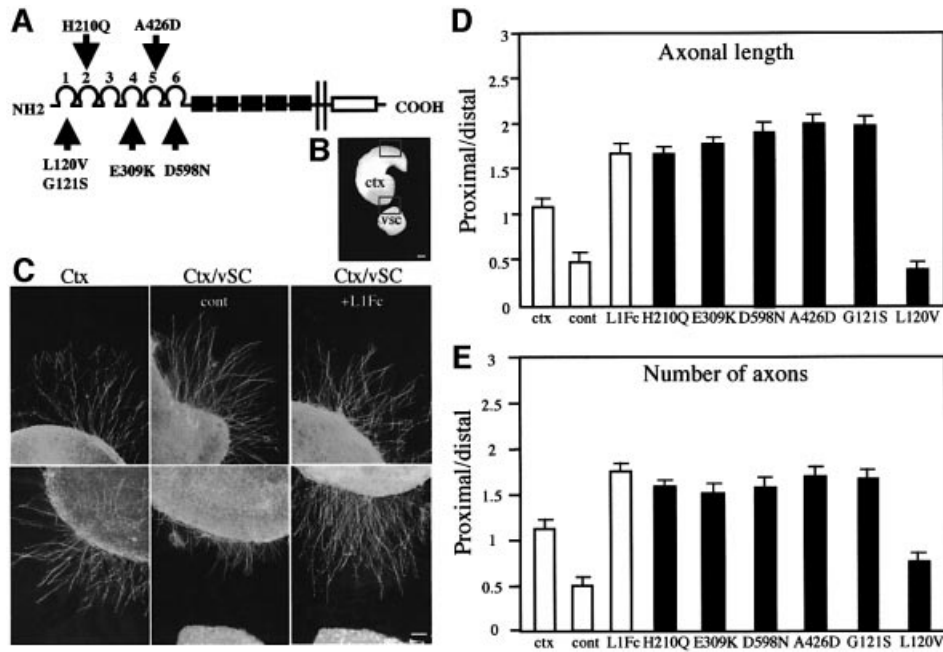 A
H210Q A426D
1 2 3 4 5 6
NH2 COOH
L120V E309K D598N
G121S
B
ctx
vsc
C
Ctx Ctx/vSC Ctx/vSC
cont +L1Fc
D
Axonal length
Proximal/distal
3
2.5
2
1.5
1
0.5
0
ctx cont L1Fc H210Q E309K D598N A426D G121S L120V
E
Number of axons
Proximal/distal
3
2.5
2
1.5
1
0.5
0
ctx cont L1Fc H210Q E309K D598N A426D G121S L120V